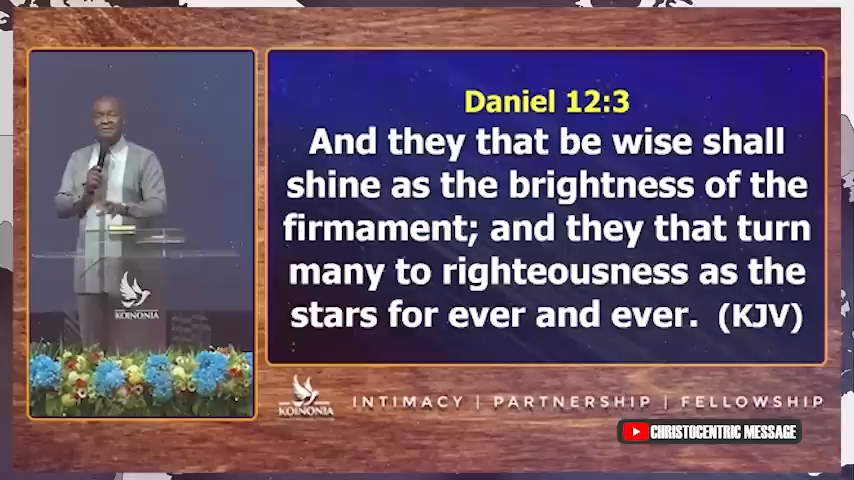 Daniel 12:3
And they that be wise shall
shine as the brightness of the
firmament; and they that turn
many to righteousness as the
stars for ever and ever. (KJV)
KOINONIA
KOINONIA
INTIMACY | PARTNERSHIP | FELLOWSHIP
CHRISTOCENTRIC MESSAGE